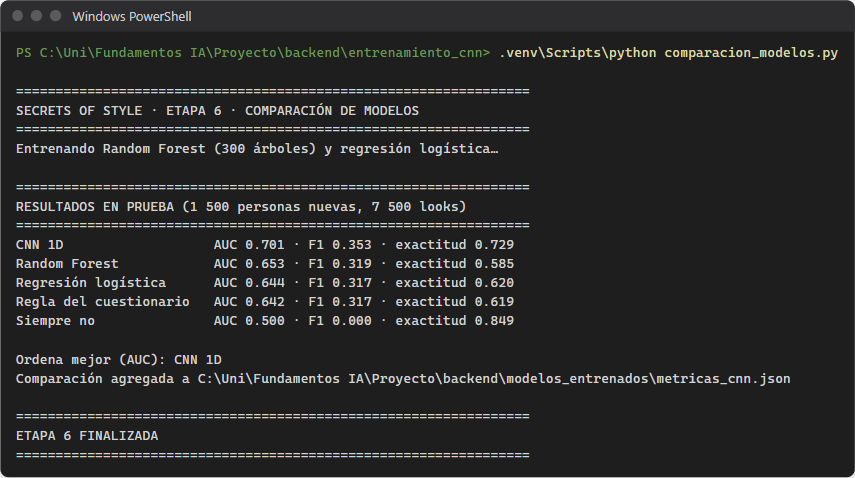 Windows PowerShell
PS C:\Uni\Fundamentos IA\Proyecto\backend\entrenamiento_cnn> .venv\Scripts\python comparacion_modelos.py
=================================================================
SECRETS OF STYLE · ETAPA 6 · COMPARACIÓN DE MODELOS
=================================================================
Entrenando Random Forest (300 árboles) y regresión logística…
=================================================================
RESULTADOS EN PRUEBA (1 500 personas nuevas, 7 500 looks)
=================================================================
CNN 1D                   AUC 0.701 · F1 0.353 · exactitud 0.729
Random Forest            AUC 0.653 · F1 0.319 · exactitud 0.585
Regresión logística      AUC 0.644 · F1 0.317 · exactitud 0.620
Regla del cuestionario   AUC 0.642 · F1 0.317 · exactitud 0.619
Siempre no               AUC 0.500 · F1 0.000 · exactitud 0.849
Ordena mejor (AUC): CNN 1D
Comparación agregada a C:\Uni\Fundamentos IA\Proyecto\backend\modelos_entrenados\metricas_cnn.json
=================================================================
ETAPA 6 FINALIZADA
=================================================================